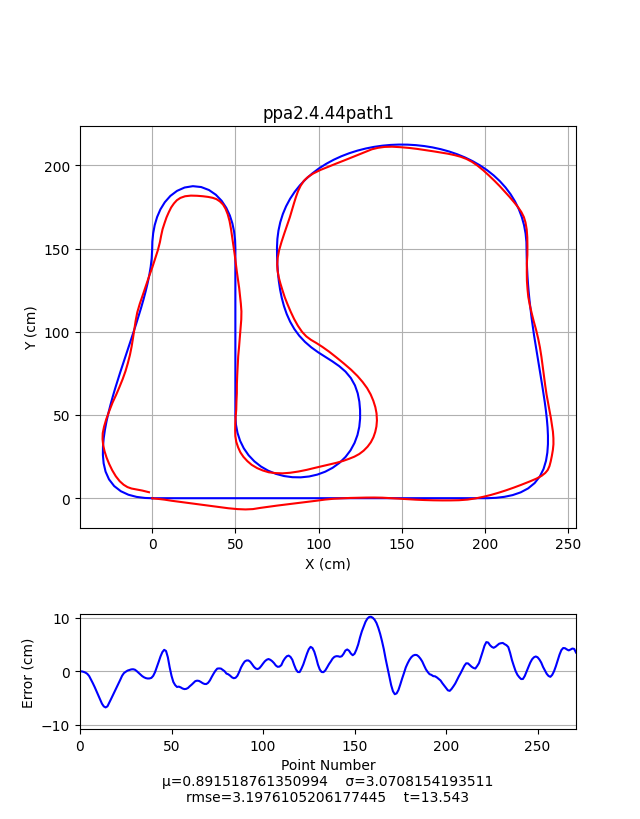 ppa2.4.44path1
200
150
100
50
0
Y (cm)
0 50 100 150 200 250
X (cm)
10
0
−10
Error (cm)
0 50 100 150 200 250
Point Number
μ=0.891518761350994 σ=3.0708154193511
rmse=3.1976105206177445 t=13.543